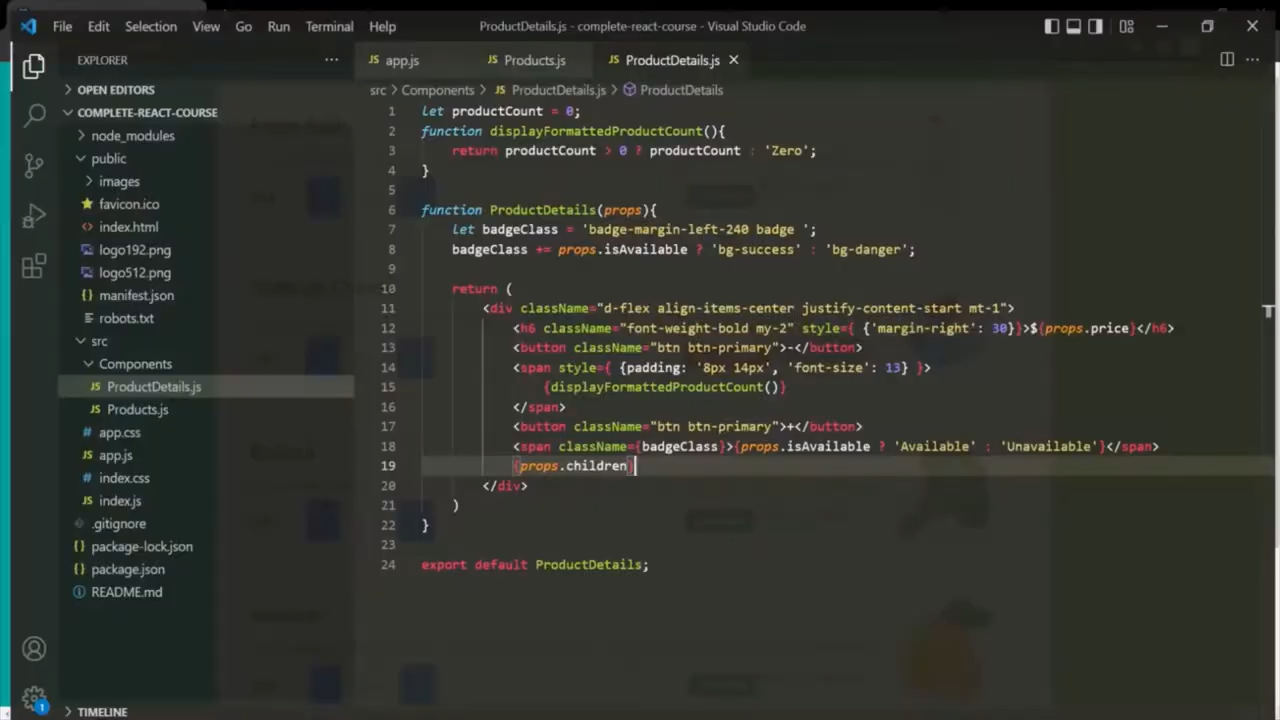 File Edit Selection View Go Run Terminal Help ProductDetails.js - complete-react-course - Visual Studio Code
EXPLORER
JS app.js JS Products.js JS ProductDetails.js
OPEN EDITORS
src > Components > JS ProductDetails.js > ProductDetails
COMPLETE-REACT-COURSE
node_modules
public
images
favicon.ico
index.html
logo192.png
logo512.png
manifest.json
robots.txt
src
Components
JS ProductDetails.js
JS Products.js
# app.css
JS app.js
# index.css
JS index.js
.gitignore
{} package-lock.json
{} package.json
README.md
TIMELINE
1
1 let productCount = 0;
2 function displayFormattedProductCount(){
3 return productCount > 0 ? productCount : 'Zero';
4 }
5
6 function ProductDetails(props){
7 let badgeClass = 'badge-margin-left-240 badge ';
8 badgeClass += props.isAvailable ? 'bg-success' : 'bg-danger';
9
10 return (
11 <div className="d-flex align-items-center justify-content-start mt-1">
12 <h6 className="font-weight-bold my-2" style={ {'margin-right': 30}}>${props.price}</h6>
13 <button className="btn btn-primary">-</button>
14 <span style={ {padding: '8px 14px', 'font-size': 13} }>
15 {displayFormattedProductCount()}
16 </span>
17 <button className="btn btn-primary">+</button>
18 <span className={badgeClass}>{props.isAvailable ? 'Available' : 'Unavailable'}</span>
19 {props.children}
20 </div>
21 )
22 }
23
24 export default ProductDetails;